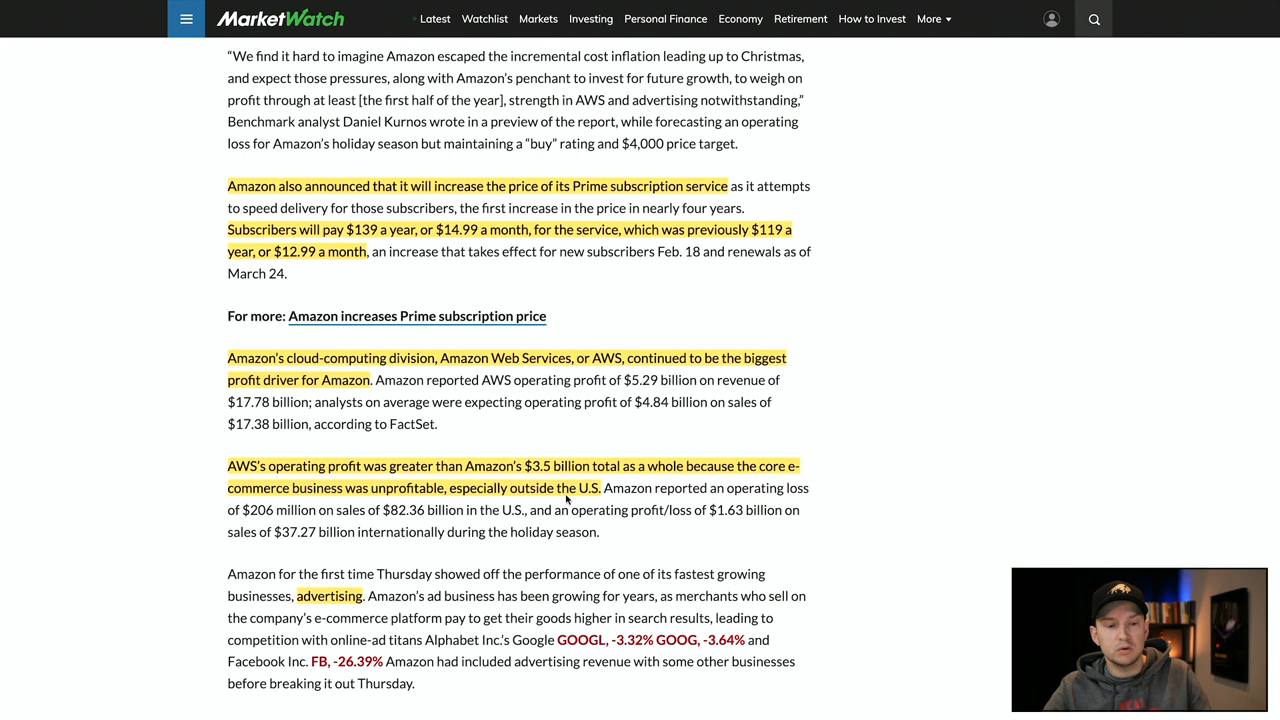 MarketWatch
Latest Watchlist Markets Investing Personal Finance Economy Retirement How to Invest More
“We find it hard to imagine Amazon escaped the incremental cost inflation leading up to Christmas,
and expect those pressures, along with Amazon’s penchant to invest for future growth, to weigh on
profit through at least [the first half of the year], strength in AWS and advertising notwithstanding,”
Benchmark analyst Daniel Kurnos wrote in a preview of the report, while forecasting an operating
loss for Amazon’s holiday season but maintaining a “buy” rating and $4,000 price target.
Amazon also announced that it will increase the price of its Prime subscription service as it attempts
to speed delivery for those subscribers, the first increase in the price in nearly four years.
Subscribers will pay $139 a year, or $14.99 a month, for the service, which was previously $119 a
year, or $12.99 a month, an increase that takes effect for new subscribers Feb. 18 and renewals as of
March 24.
For more: Amazon increases Prime subscription price
Amazon’s cloud-computing division, Amazon Web Services, or AWS, continued to be the biggest
profit driver for Amazon. Amazon reported AWS operating profit of $5.29 billion on revenue of
$17.78 billion; analysts on average were expecting operating profit of $4.84 billion on sales of
$17.38 billion, according to FactSet.
AWS’s operating profit was greater than Amazon’s $3.5 billion total as a whole because the core e-
commerce business was unprofitable, especially outside the U.S. Amazon reported an operating loss
of $206 million on sales of $82.36 billion in the U.S., and an operating profit/loss of $1.63 billion on
sales of $37.27 billion internationally during the holiday season.
Amazon for the first time Thursday showed off the performance of one of its fastest growing
businesses, advertising. Amazon’s ad business has been growing for years, as merchants who sell on
the company’s e-commerce platform pay to get their goods higher in search results, leading to
competition with online-ad titans Alphabet Inc.’s Google GOOGL, -3.32% GOOG, -3.64% and
Facebook Inc. FB, -26.39% Amazon had included advertising revenue with some other businesses
before breaking it out Thursday.